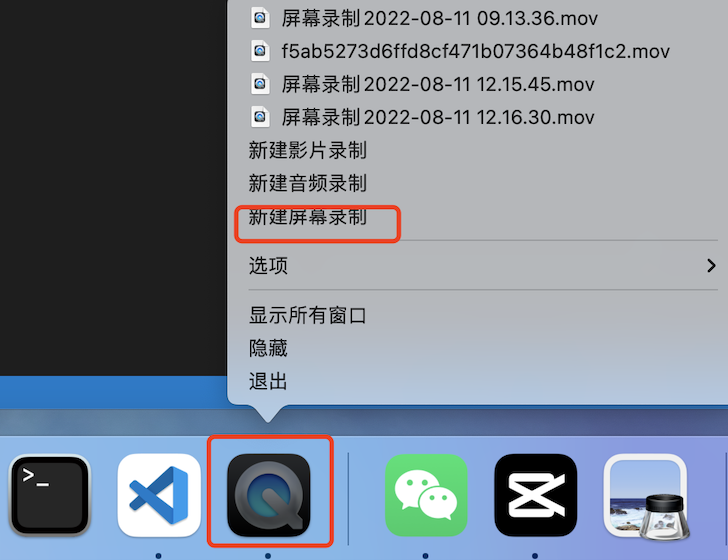 屏幕录制2022-08-11 09.13.36.mov
f5ab5273d6ffd8cf471b07364b48f1c2.mov
屏幕录制2022-08-11 12.15.45.mov
屏幕录制2022-08-11 12.16.30.mov
新建影片录制
新建音频录制
新建屏幕录制
选项
显示所有窗口
隐藏
退出
>_